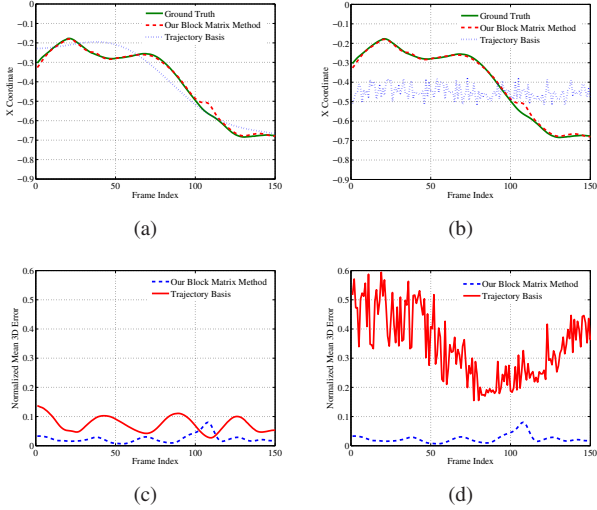 Ground Truth
Our Block Matrix Method
Trajectory Basis
0
−0.1
−0.2
−0.3
−0.4
−0.5
−0.6
−0.7
−0.8
−0.9
X Coordinate
0 50 100 150
Frame Index
(a)
Ground Truth
Our Block Matrix Method
Trajectory Basis
0
−0.1
−0.2
−0.3
−0.4
−0.5
−0.6
−0.7
−0.8
−0.9
X Coordinate
0 50 100 150
Frame Index
(b)
Our Block Matrix Method
Trajectory Basis
0.6
0.5
0.4
0.3
0.2
0.1
0
Normalized Mean 3D Error
0 50 100 150
Frame Index
(c)
Our Block Matrix Method
Trajectory Basis
0.6
0.5
0.4
0.3
0.2
0.1
0
Normalized Mean 3D Error
0 50 100 150
Frame Index
(d)